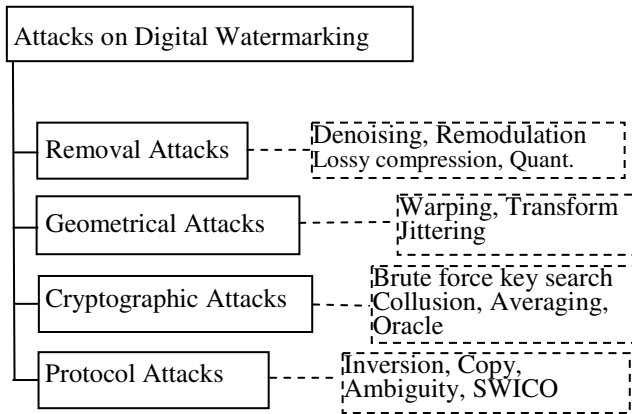 Attacks on Digital Watermarking
Removal Attacks
Denoising, Remodulation
Lossy compression, Quant.
Geometrical Attacks
Warping, Transform
Jittering
Cryptographic Attacks
Brute force key search
Collusion, Averaging,
Oracle
Protocol Attacks
Inversion, Copy,
Ambiguity, SWICO